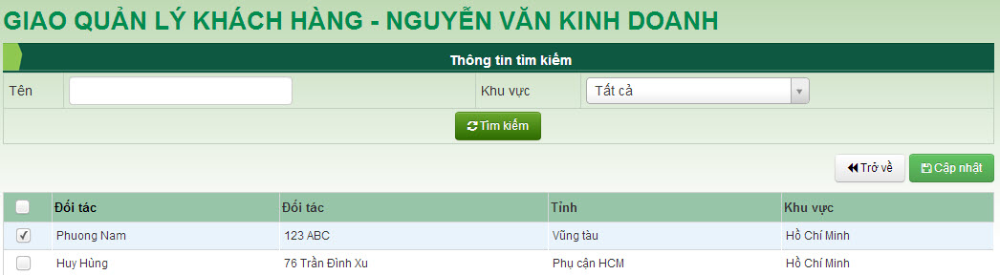 GIAO QUẢN LÝ KHÁCH HÀNG - NGUYỄN VĂN KINH DOANH
Thông tin tìm kiếm
Tên Khu vực Tất cả
Tìm kiếm
Trở về Cập nhật
Đối tác Đối tác Tỉnh Khu vực
Phuong Nam 123 ABC Vũng tàu Hồ Chí Minh
Huy Hùng 76 Trần Đình Xu Phụ cận HCM Hồ Chí Minh